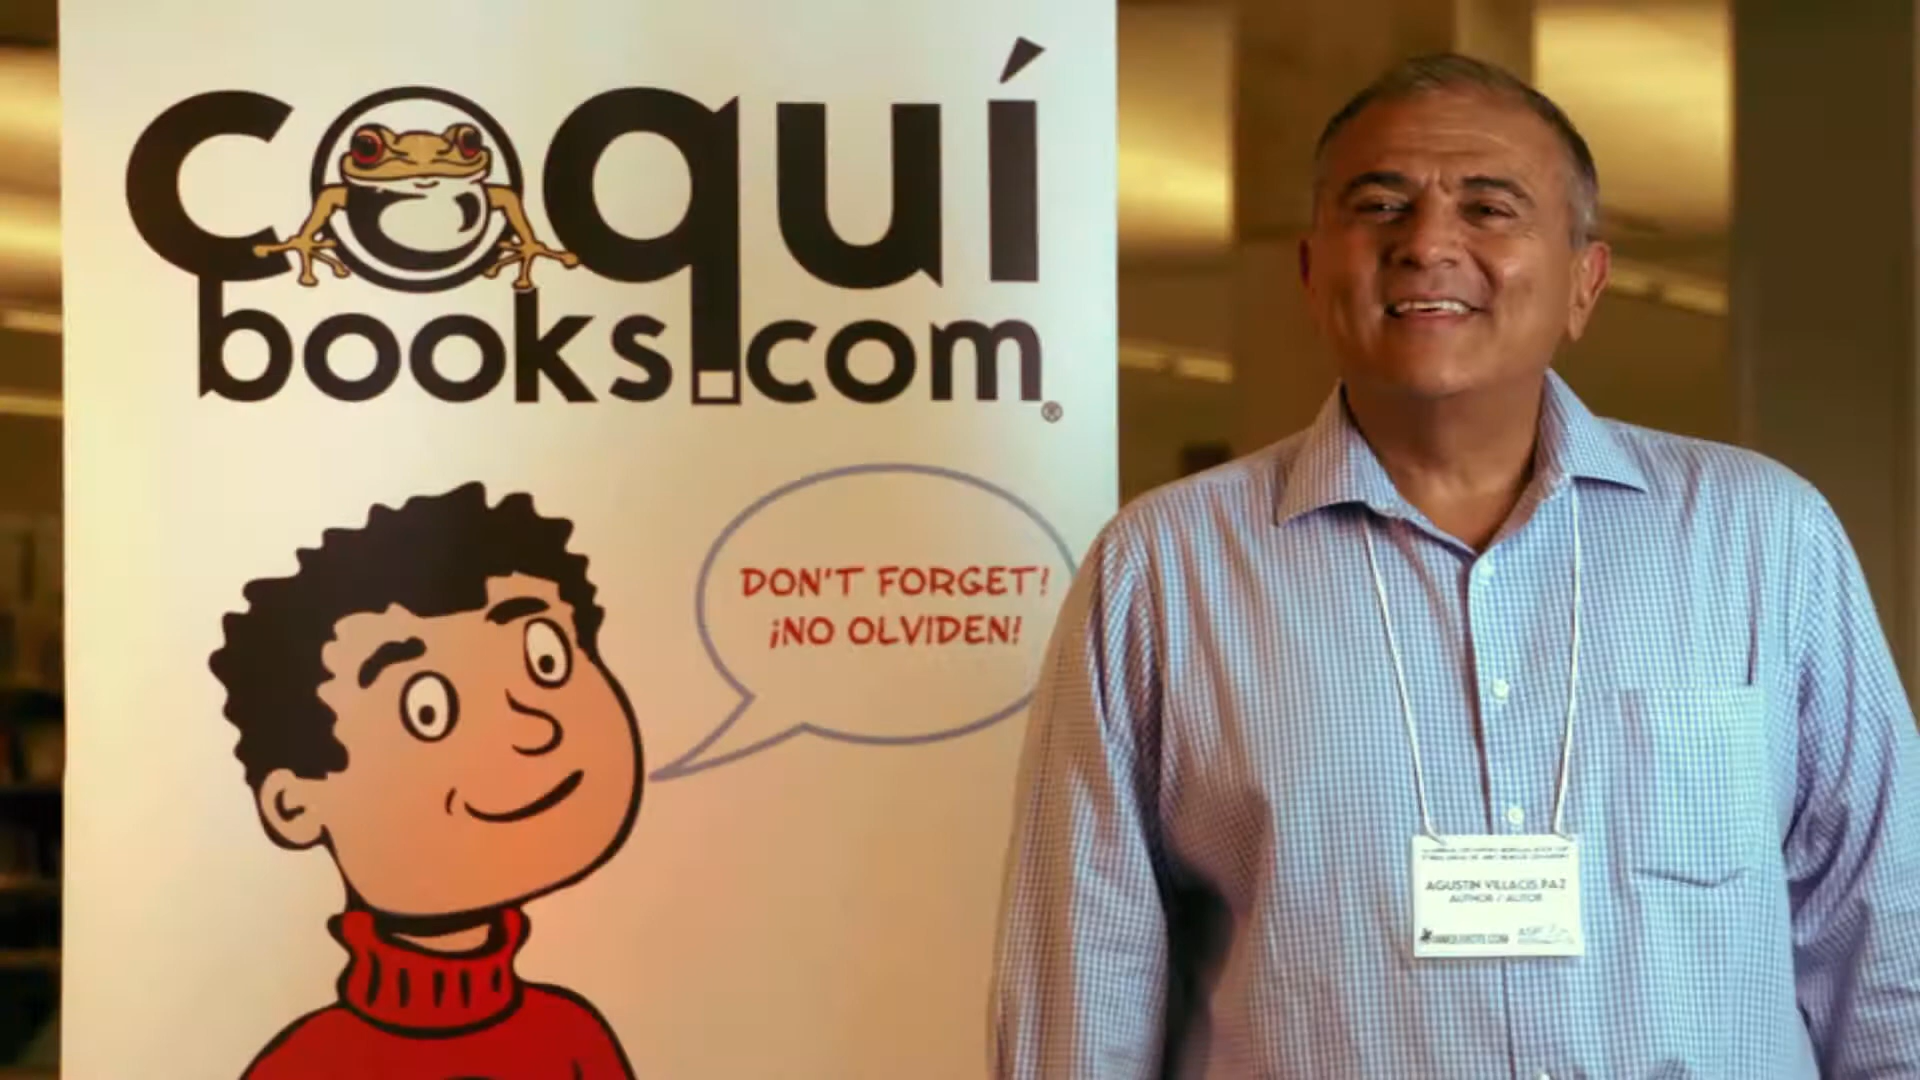 coquí
books.com®
DON'T FORGET!
¡NO OLVIDEN!
AGUSTIN VILLACIS PAZ
AUTHOR / AUTOR